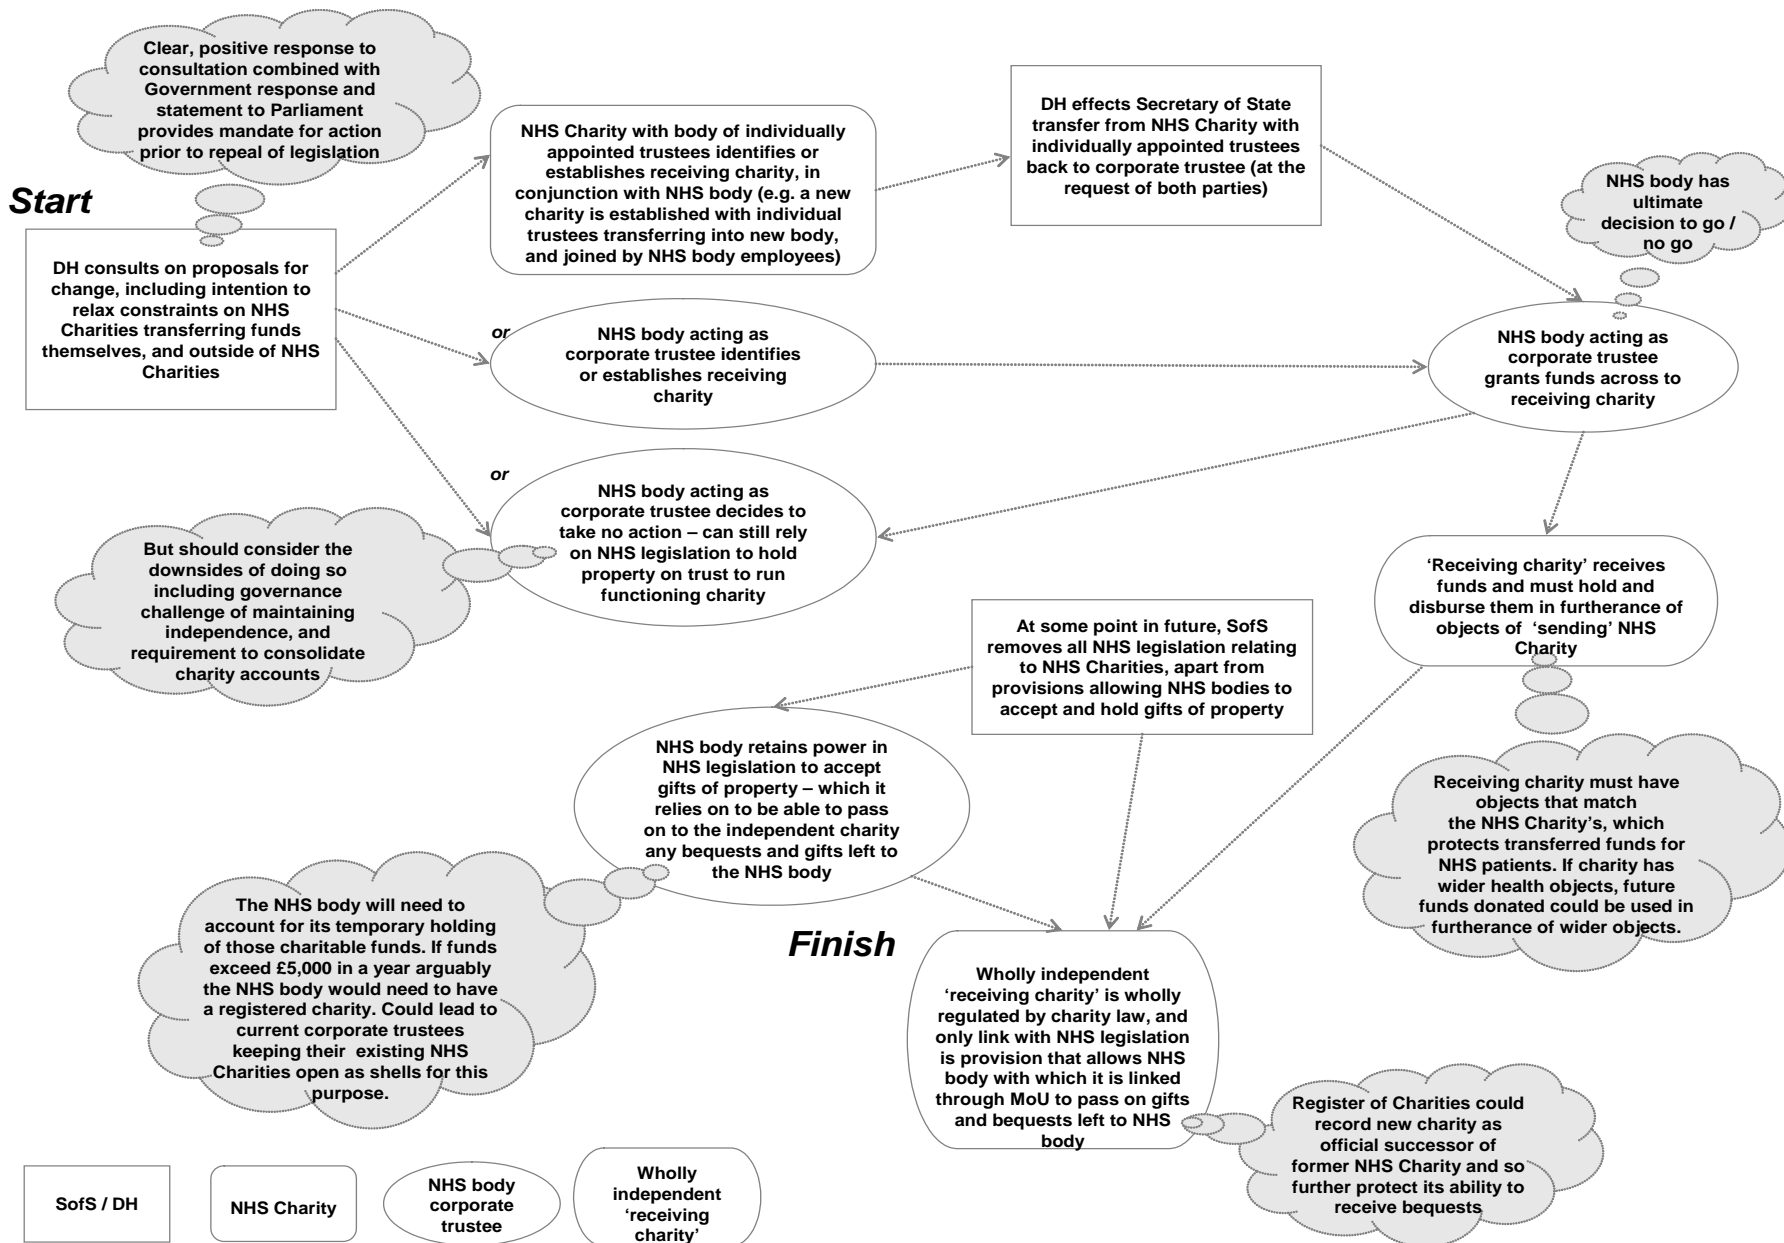 Clear, positive response to
consultation combined with
Government response and
statement to Parliament
provides mandate for action
prior to repeal of legislation
Start
DH consults on proposals for
change, including intention to
relax constraints on NHS
Charities transferring funds
themselves, and outside of NHS
Charities
NHS Charity with body of individually
appointed trustees identifies or
establishes receiving charity, in
conjunction with NHS body (e.g. a new
charity is established with individual
trustees transferring into new body,
and joined by NHS body employees)
DH effects Secretary of State
transfer from NHS Charity with
individually appointed trustees
back to corporate trustee (at the
request of both parties)
NHS body has
ultimate
decision to go /
no go
or
NHS body acting as
corporate trustee identifies
or establishes receiving
charity
NHS body acting as
corporate trustee
grants funds across to
receiving charity
or
NHS body acting as
corporate trustee decides to
take no action – can still rely
on NHS legislation to hold
property on trust to run
functioning charity
But should consider the
downsides of doing so
including governance
challenge of maintaining
independence, and
requirement to consolidate
charity accounts
‘Receiving charity’ receives
funds and must hold and
disburse them in furtherance of
objects of ‘sending’ NHS
Charity
At some point in future, SofS
removes all NHS legislation relating
to NHS Charities, apart from
provisions allowing NHS bodies to
accept and hold gifts of property
NHS body retains power in
NHS legislation to accept
gifts of property – which it
relies on to be able to pass
on to the independent charity
any bequests and gifts left to
the NHS body
Receiving charity must have
objects that match
the NHS Charity’s, which
protects transferred funds for
NHS patients. If charity has
wider health objects, future
funds donated could be used in
furtherance of wider objects.
The NHS body will need to
account for its temporary holding
of those charitable funds. If funds
exceed £5,000 in a year arguably
the NHS body would need to have
a registered charity. Could lead to
current corporate trustees
keeping their existing NHS
Charities open as shells for this
purpose.
Finish
Wholly independent
‘receiving charity’ is wholly
regulated by charity law, and
only link with NHS legislation
is provision that allows NHS
body with which it is linked
through MoU to pass on gifts
and bequests left to NHS
body
Register of Charities could
record new charity as
official successor of
former NHS Charity and so
further protect its ability to
receive bequests
SofS / DH
NHS Charity
NHS body
corporate
trustee
Wholly
independent
‘receiving
charity’